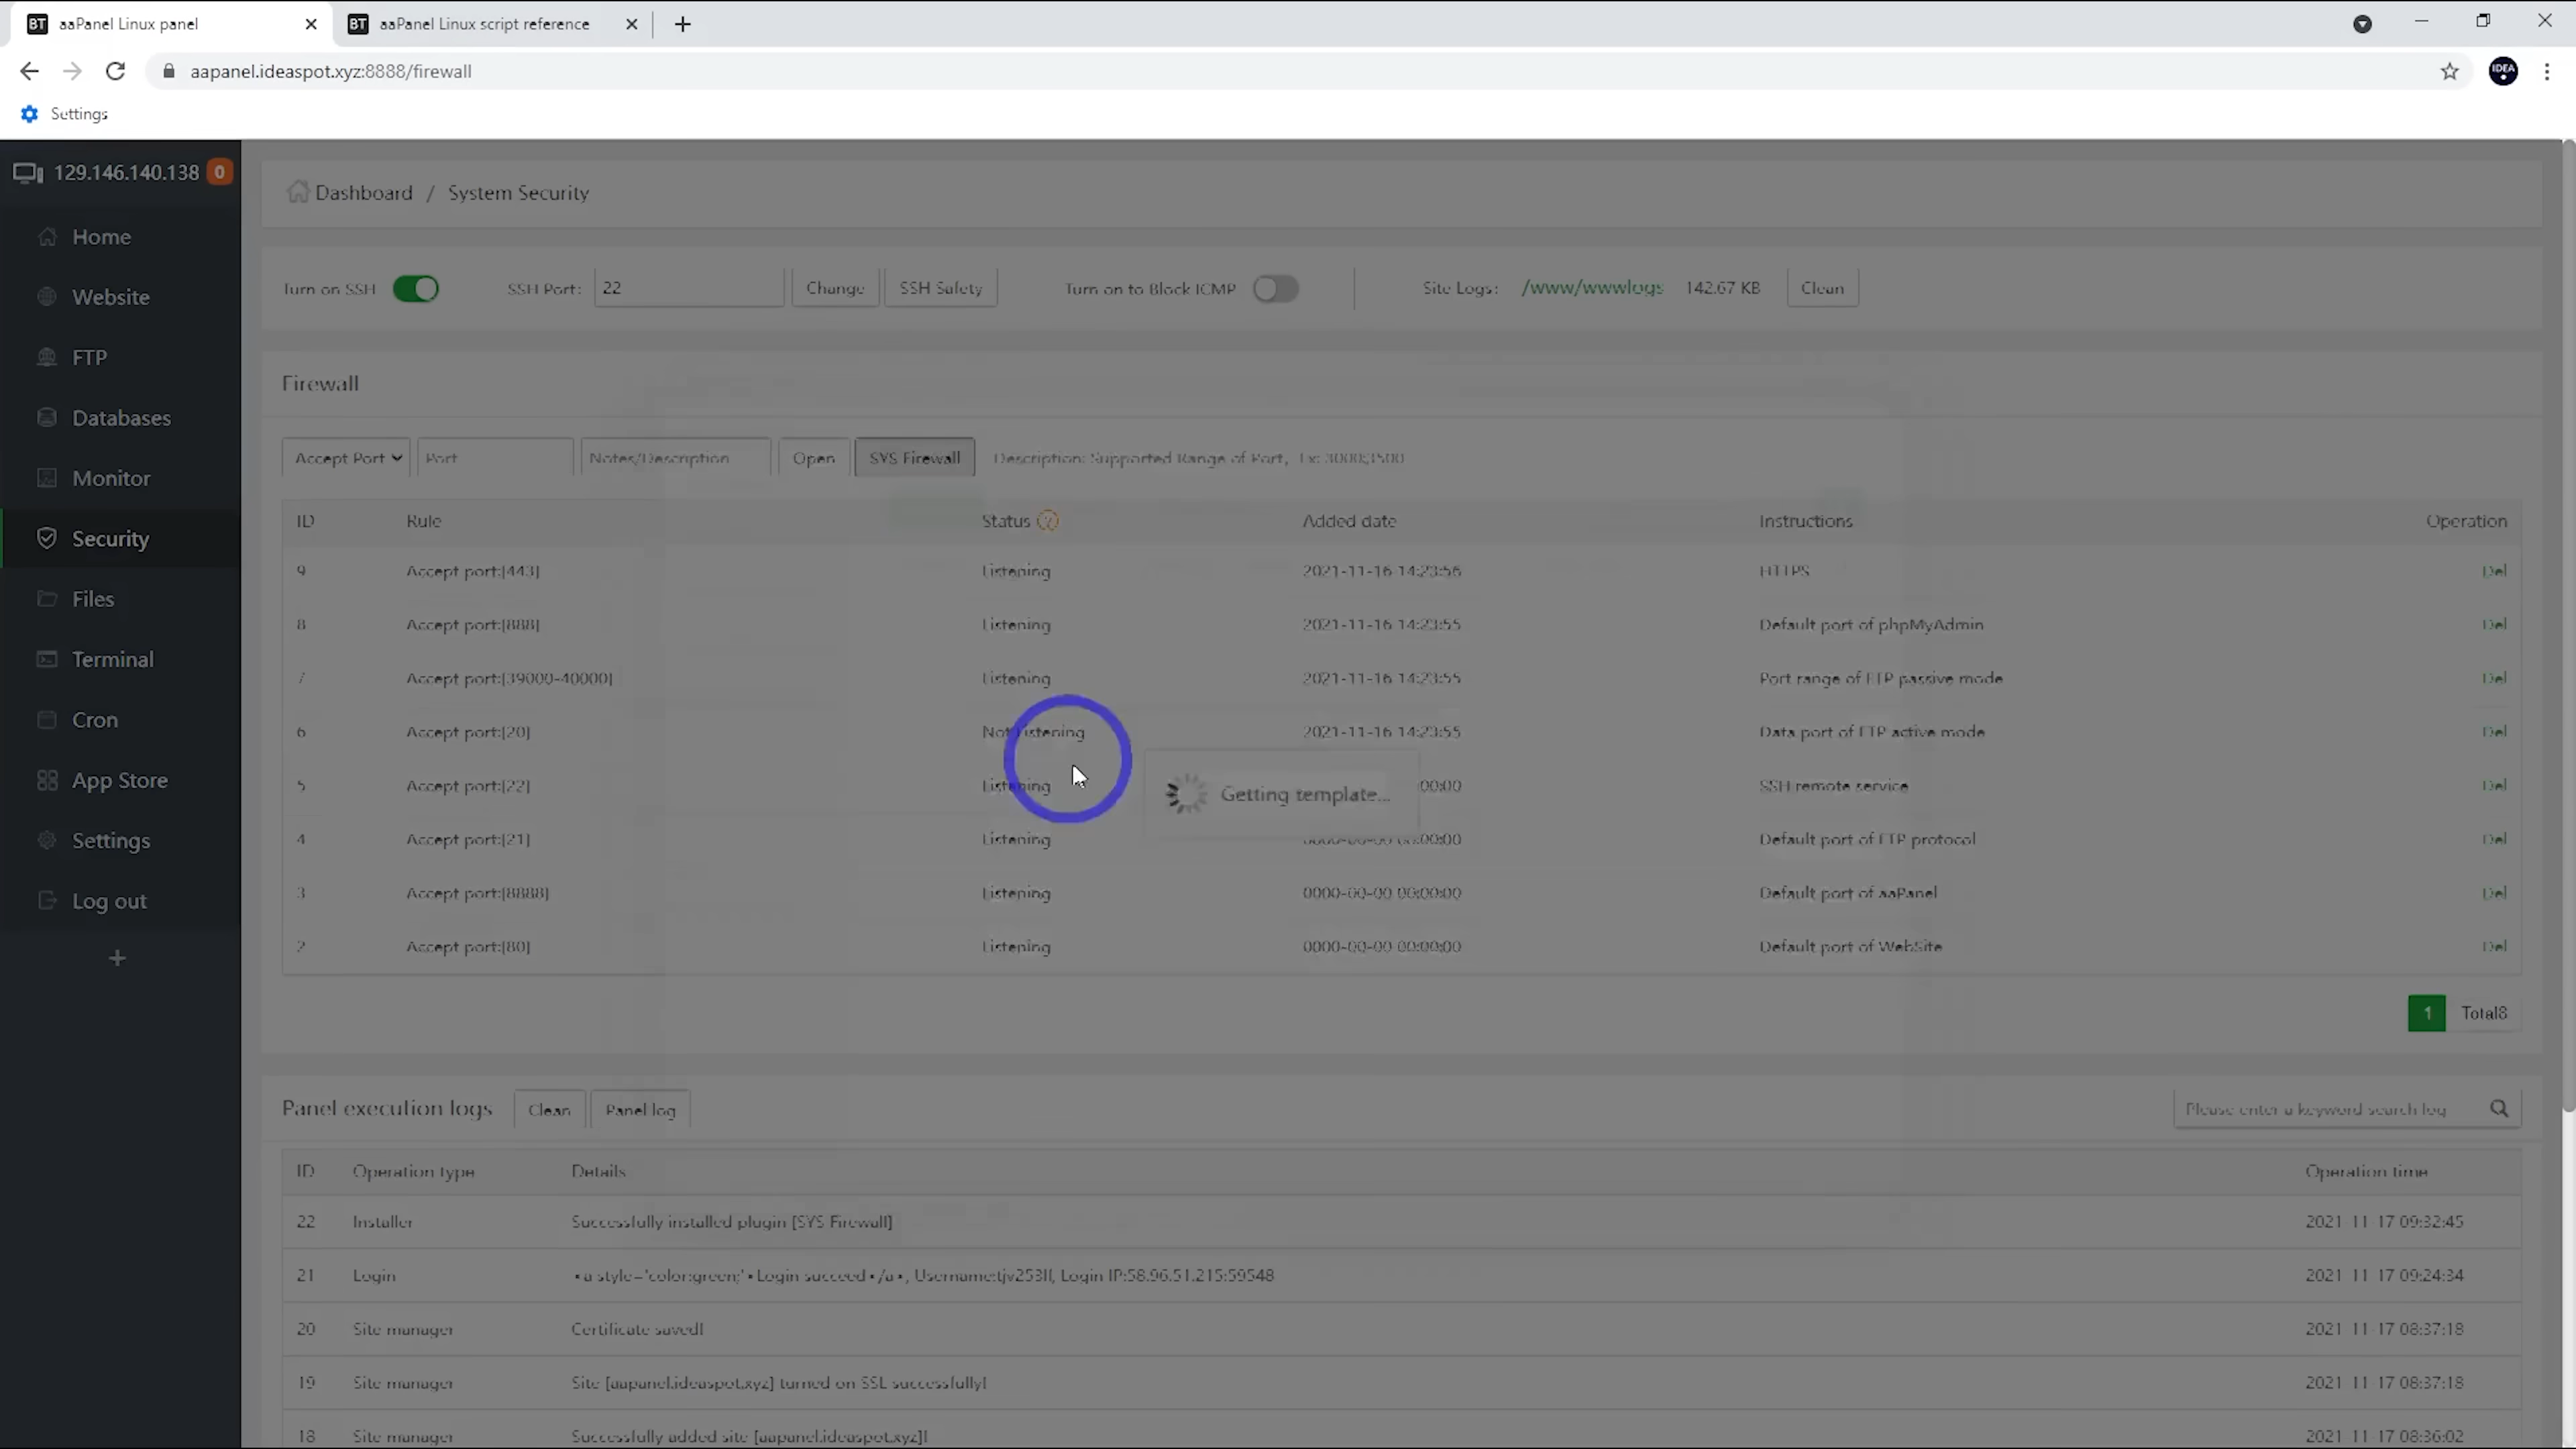 aaPanel Linux panel
aaPanel Linux script reference
aapanel.ideaspot.xyz:8888/firewall
IDEA
Settings
129.146.140.138 0
Dashboard / System Security
Home
Website
FTP
Databases
Monitor
Security
Files
Terminal
Cron
App Store
Settings
Log out
Turn on SSH SSH Port: 22 Change SSH Safety Turn on to Block ICMP Site Logs: /www/wwwlogs 142.67 KB Clean
Firewall
Accept Port Port Notes/Description Open SYS Firewall Description: Supported Range of Port, Ex: 3000:3500
ID Rule Status Added date Instructions Operation
9 Accept port:[443] Listening 2021-11-16 14:23:56 HTTPS Del
8 Accept port:[888] Listening 2021-11-16 14:23:55 Default port of phpMyAdmin Del
7 Accept port:[39000-40000] Listening 2021-11-16 14:23:55 Port range of FTP passive mode Del
6 Accept port:[20] Not Listening 2021-11-16 14:23:55 Data port of FTP active mode Del
5 Accept port:[22] Listening 00:00 SSH remote service Del
Getting template...
4 Accept port:[21] Listening 0000-00-00 00:00:00 Default port of FTP protocol Del
3 Accept port:[8888] Listening 0000-00-00 00:00:00 Default port of aaPanel Del
2 Accept port:[80] Listening 0000-00-00 00:00:00 Default port of WebSite Del
1 Total8
Panel execution logs Clean Panel log Please enter a keyword search log
ID Operation type Details Operation time
22 Installer Successfully installed plugin [SYS Firewall] 2021-11-17 09:32:45
21 Login <a style='color:green;'>Login succeed</a>, Login IP:58.96.51.215:59548 2021-11-17 09:24:34
20 Site manager Certificate saved! 2021-11-17 08:37:18
19 Site manager Site [aapanel.ideaspot.xyz] turned on SSL successfully! 2021-11-17 08:37:18
18 Site manager Successfully added site [aapanel.ideaspot.xyz]! 2021-11-17 08:36:02